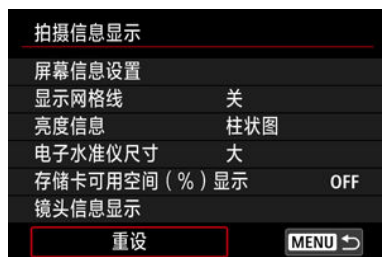 拍摄信息显示
屏幕信息设置
显示网格线 关
亮度信息 柱状图
电子水准仪尺寸 大
存储卡可用空间（%）显示 OFF
镜头信息显示
重设 MENU